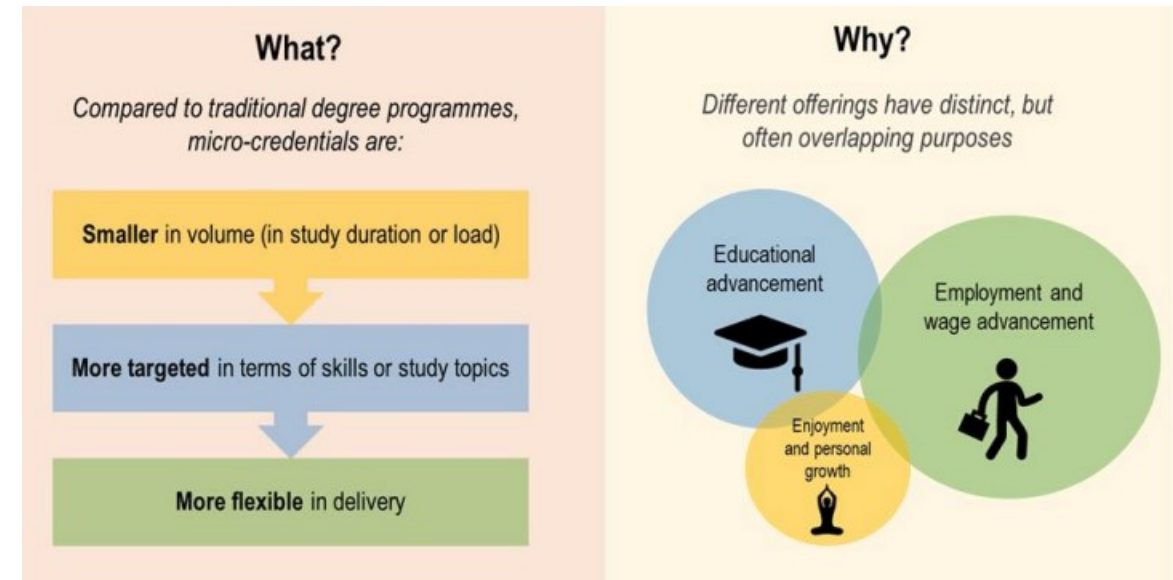 What?
Compared to traditional degree programmes,
micro-credentials are:
Smaller in volume (in study duration or load)
More targeted in terms of skills or study topics
More flexible in delivery
Why?
Different offerings have distinct, but
often overlapping purposes
Educational
advancement
Employment and
wage advancement
Enjoyment
and personal
growth